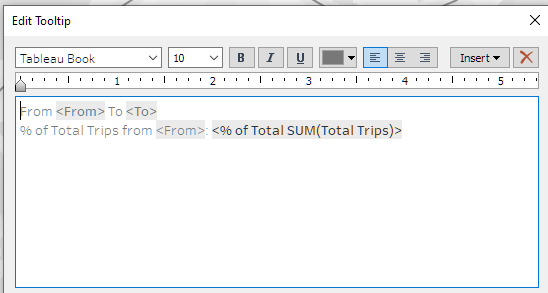 Edit Tooltip
Tableau Book 10 B I U Insert
1 2 3 4 5
From <From> To <To>
% of Total Trips from <From>: <% of Total SUM(Total Trips)>